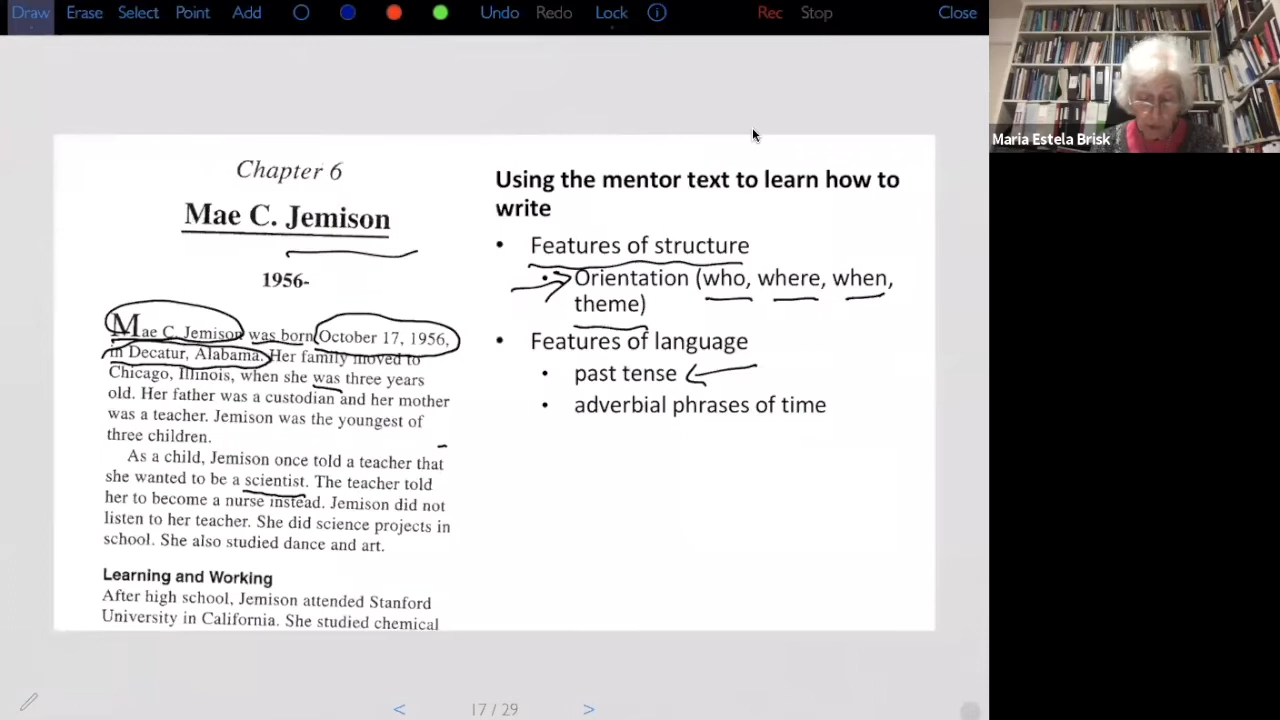 Draw Erase Select Point Add Undo Redo Lock Rec Stop Close
Maria Estela Brisk
Chapter 6
Mae C. Jemison
1956-
Mae C. Jemison was born October 17, 1956,
in Decatur, Alabama. Her family moved to
Chicago, Illinois, when she was three years
old. Her father was a custodian and her mother
was a teacher. Jemison was the youngest of
three children.
As a child, Jemison once told a teacher that
she wanted to be a scientist. The teacher told
her to become a nurse instead. Jemison did not
listen to her teacher. She did science projects in
school. She also studied dance and art.
Learning and Working
After high school, Jemison attended Stanford
University in California. She studied chemical
Using the mentor text to learn how to
write
• Features of structure
• Orientation (who, where, when,
theme)
• Features of language
• past tense
• adverbial phrases of time
< 17 / 29 >